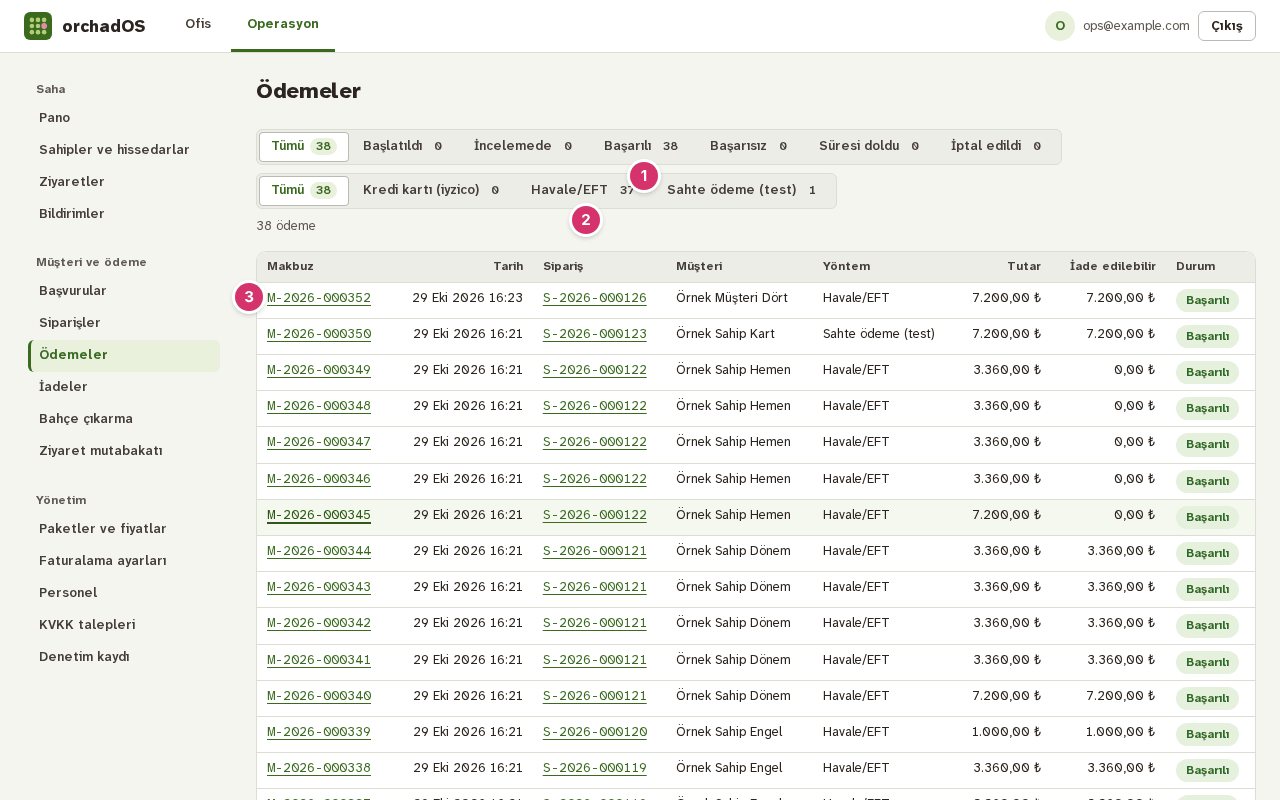 orchadOS Ofis Operasyon O ops@example.com Çıkış
Saha
Pano
Sahipler ve hissedarlar
Ziyaretler
Bildirimler
Müşteri ve ödeme
Başvurular
Siparişler
Ödemeler
İadeler
Bahçe çıkarma
Ziyaret mutabakatı
Yönetim
Paketler ve fiyatlar
Faturalama ayarları
Personel
KVKK talepleri
Denetim kaydı
Ödemeler
Tümü 38 Başlatıldı 0 İncelemede 0 Başarılı 38 Başarısız 0 Süresi doldu 0 İptal edildi 0
1
Tümü 38 Kredi kartı (iyzico) 0 Havale/EFT 37 Sahte ödeme (test) 1
2
38 ödeme
Makbuz Tarih Sipariş Müşteri Yöntem Tutar İade edilebilir Durum
3 M-2026-000352 29 Eki 2026 16:23 S-2026-000126 Örnek Müşteri Dört Havale/EFT 7.200,00 ₺ 7.200,00 ₺ Başarılı
M-2026-000350 29 Eki 2026 16:21 S-2026-000123 Örnek Sahip Kart Sahte ödeme (test) 7.200,00 ₺ 7.200,00 ₺ Başarılı
M-2026-000349 29 Eki 2026 16:21 S-2026-000122 Örnek Sahip Hemen Havale/EFT 3.360,00 ₺ 0,00 ₺ Başarılı
M-2026-000348 29 Eki 2026 16:21 S-2026-000122 Örnek Sahip Hemen Havale/EFT 3.360,00 ₺ 0,00 ₺ Başarılı
M-2026-000347 29 Eki 2026 16:21 S-2026-000122 Örnek Sahip Hemen Havale/EFT 3.360,00 ₺ 0,00 ₺ Başarılı
M-2026-000346 29 Eki 2026 16:21 S-2026-000122 Örnek Sahip Hemen Havale/EFT 3.360,00 ₺ 0,00 ₺ Başarılı
M-2026-000345 29 Eki 2026 16:21 S-2026-000122 Örnek Sahip Hemen Havale/EFT 7.200,00 ₺ 0,00 ₺ Başarılı
M-2026-000344 29 Eki 2026 16:21 S-2026-000121 Örnek Sahip Dönem Havale/EFT 3.360,00 ₺ 3.360,00 ₺ Başarılı
M-2026-000343 29 Eki 2026 16:21 S-2026-000121 Örnek Sahip Dönem Havale/EFT 3.360,00 ₺ 3.360,00 ₺ Başarılı
M-2026-000342 29 Eki 2026 16:21 S-2026-000121 Örnek Sahip Dönem Havale/EFT 3.360,00 ₺ 3.360,00 ₺ Başarılı
M-2026-000341 29 Eki 2026 16:21 S-2026-000121 Örnek Sahip Dönem Havale/EFT 3.360,00 ₺ 3.360,00 ₺ Başarılı
M-2026-000340 29 Eki 2026 16:21 S-2026-000121 Örnek Sahip Dönem Havale/EFT 7.200,00 ₺ 7.200,00 ₺ Başarılı
M-2026-000339 29 Eki 2026 16:21 S-2026-000120 Örnek Sahip Engel Havale/EFT 1.000,00 ₺ 1.000,00 ₺ Başarılı
M-2026-000338 29 Eki 2026 16:21 S-2026-000119 Örnek Sahip Engel Havale/EFT 3.360,00 ₺ 3.360,00 ₺ Başarılı